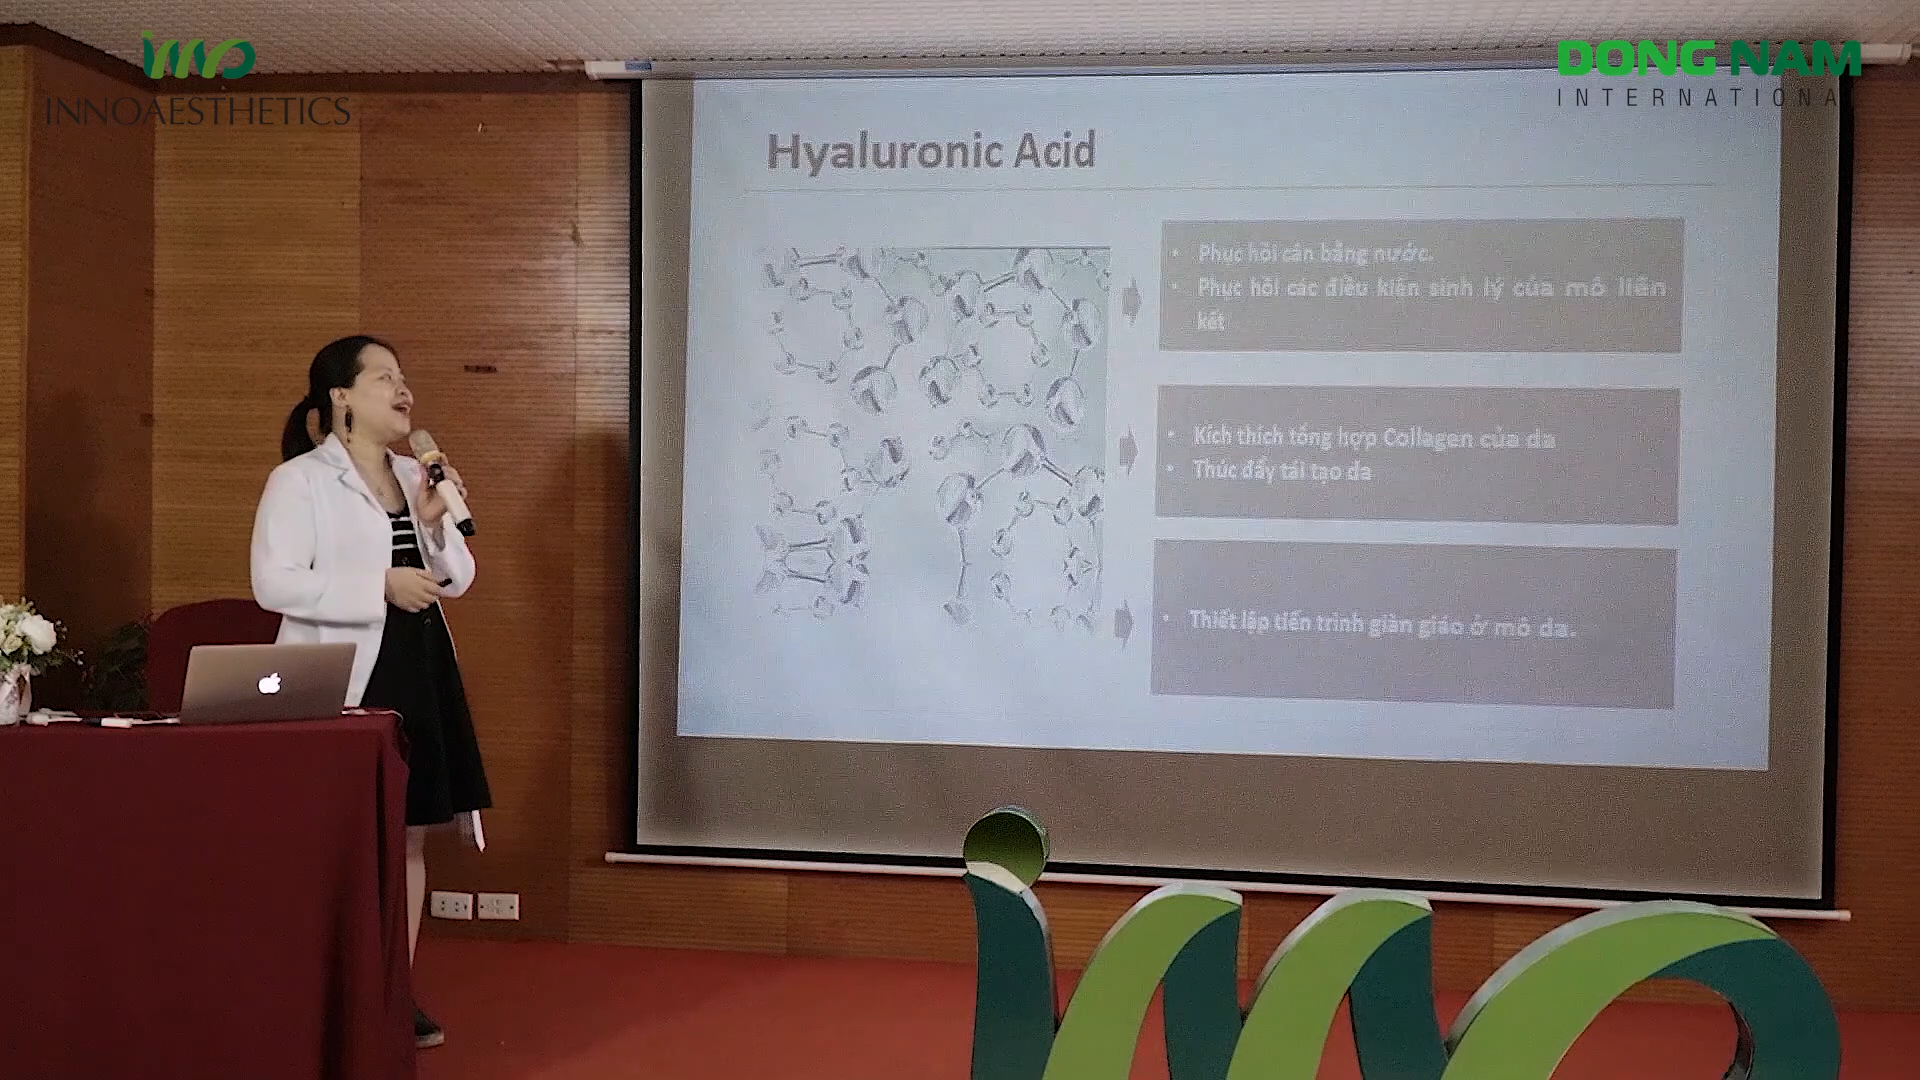 INNOAESTHETICS
DONG NAM
INTERNATIONA
Hyaluronic Acid
• Phục hồi cân bằng nước.
• Phục hồi các điều kiện sinh lý của mô liên
kết
• Kích thích tổng hợp Collagen của da
• Thúc đẩy tái tạo da
• Thiết lập tiến trình giàn giáo ở mô da.